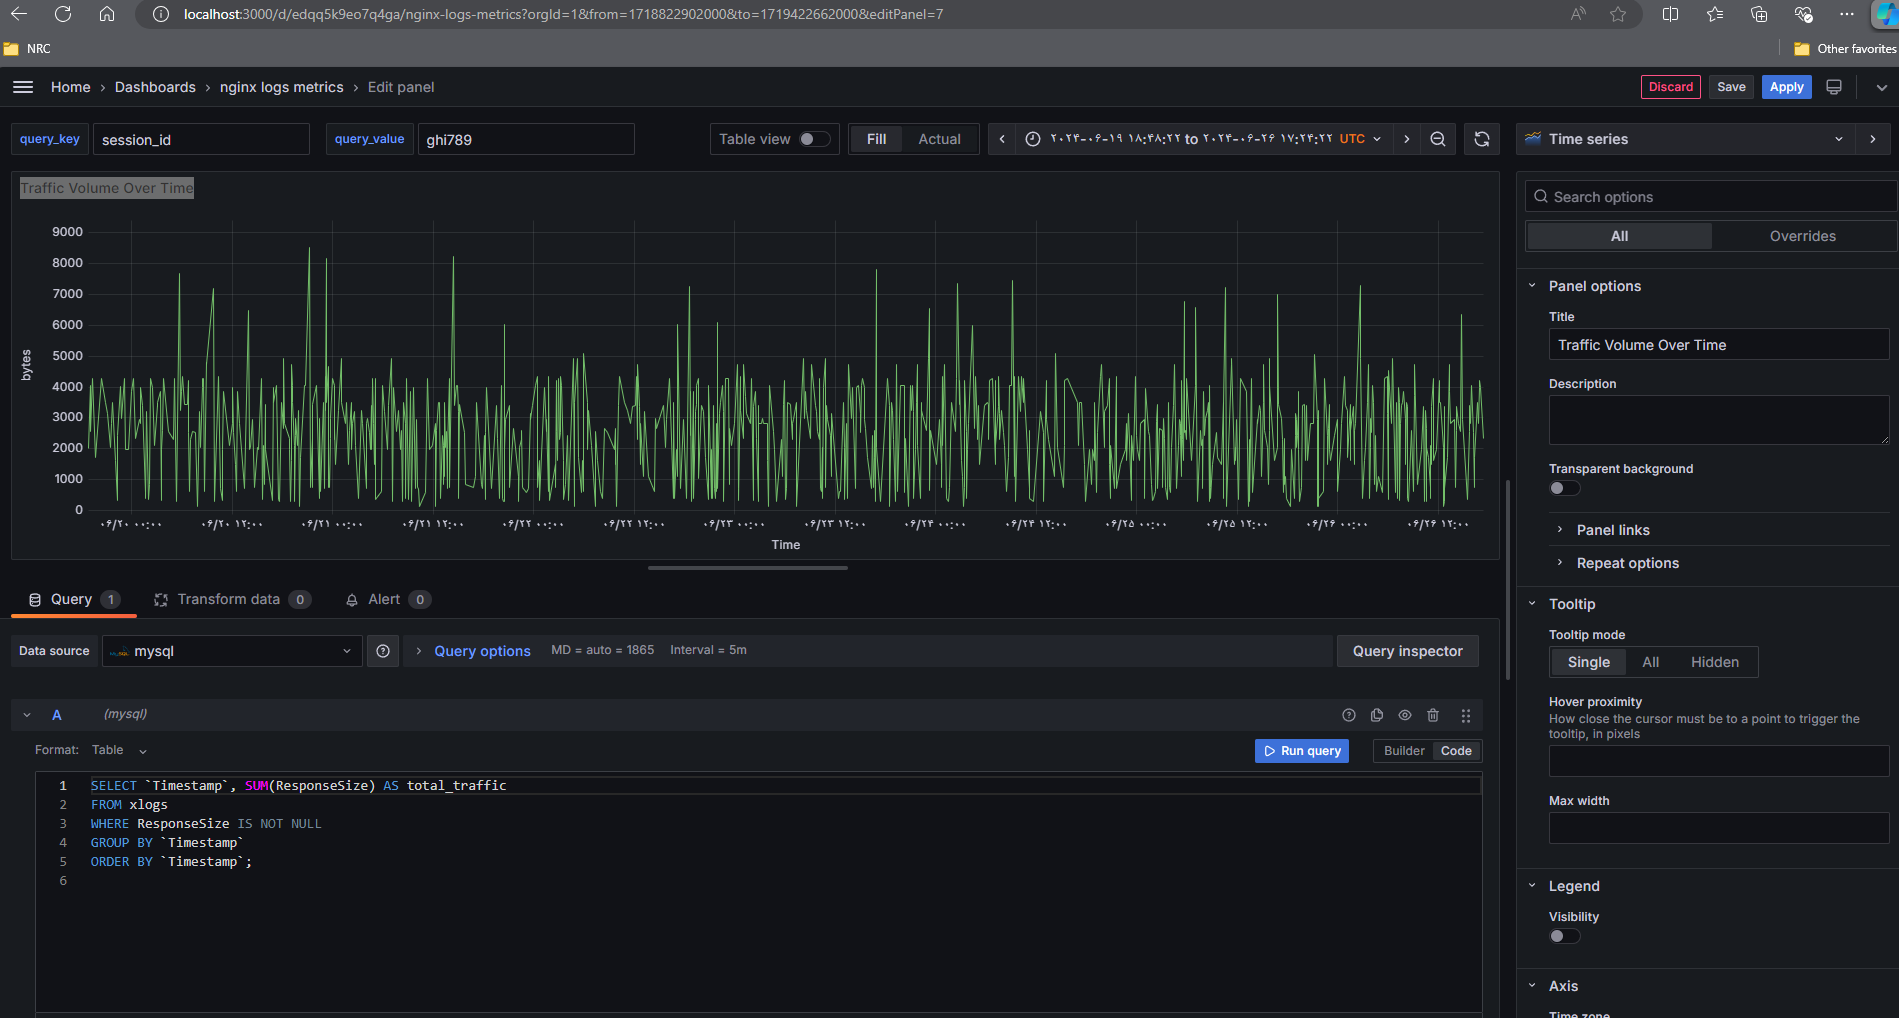 localhost:3000/d/edqq5k9eo7q4ga/nginx-logs-metrics?orgId=1&from=1718822902000&to=1719422662000&editPanel=7
NRC
Other favorites
Home › Dashboards › nginx logs metrics › Edit panel
Discard
Save
Apply
query_key
session_id
query_value
ghi789
Table view
Fill
Actual
۲۰۲۴-۰۶-۱۹ ۱۸:۴۸:۲۲ to ۲۰۲۴-۰۶-۲۶ ۱۷:۲۴:۲۲ UTC
Time series
Traffic Volume Over Time
9000
8000
7000
6000
5000
4000
3000
2000
1000
0
bytes
۰۶/۲۰ ۰۰:۰۰
۰۶/۲۰ ۱۲:۰۰
۰۶/۲۱ ۰۰:۰۰
۰۶/۲۱ ۱۲:۰۰
۰۶/۲۲ ۰۰:۰۰
۰۶/۲۲ ۱۲:۰۰
۰۶/۲۳ ۰۰:۰۰
۰۶/۲۳ ۱۲:۰۰
۰۶/۲۴ ۰۰:۰۰
۰۶/۲۴ ۱۲:۰۰
۰۶/۲۵ ۰۰:۰۰
۰۶/۲۵ ۱۲:۰۰
۰۶/۲۶ ۰۰:۰۰
۰۶/۲۶ ۱۲:۰۰
Time
Search options
All
Overrides
Panel options
Title
Traffic Volume Over Time
Description
Transparent background
Panel links
Repeat options
Tooltip
Tooltip mode
Single
All
Hidden
Hover proximity
How close the cursor must be to a point to trigger the
tooltip, in pixels
Max width
Legend
Visibility
Axis
Time zone
Query 1
Transform data 0
Alert 0
Data source
mysql
Query options
MD = auto = 1865
Interval = 5m
Query inspector
A
(mysql)
Format: Table
Run query
Builder
Code
1 SELECT `Timestamp`, SUM(ResponseSize) AS total_traffic
2 FROM xlogs
3 WHERE ResponseSize IS NOT NULL
4 GROUP BY `Timestamp`
5 ORDER BY `Timestamp`;
6